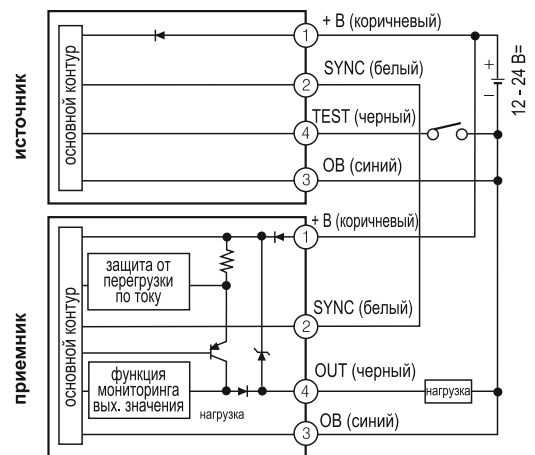 источник
основной контур
1
+ В (коричневый)
2
SYNC (белый)
4
TEST (черный)
3
ОВ (синий)
+
−
12 - 24 В=
приемник
основной контур
1
+ В (коричневый)
защита от
перегрузки
по току
2
SYNC (белый)
функция
мониторинга
вых. значения
нагрузка
4
OUT (черный)
нагрузка
3
ОВ (синий)